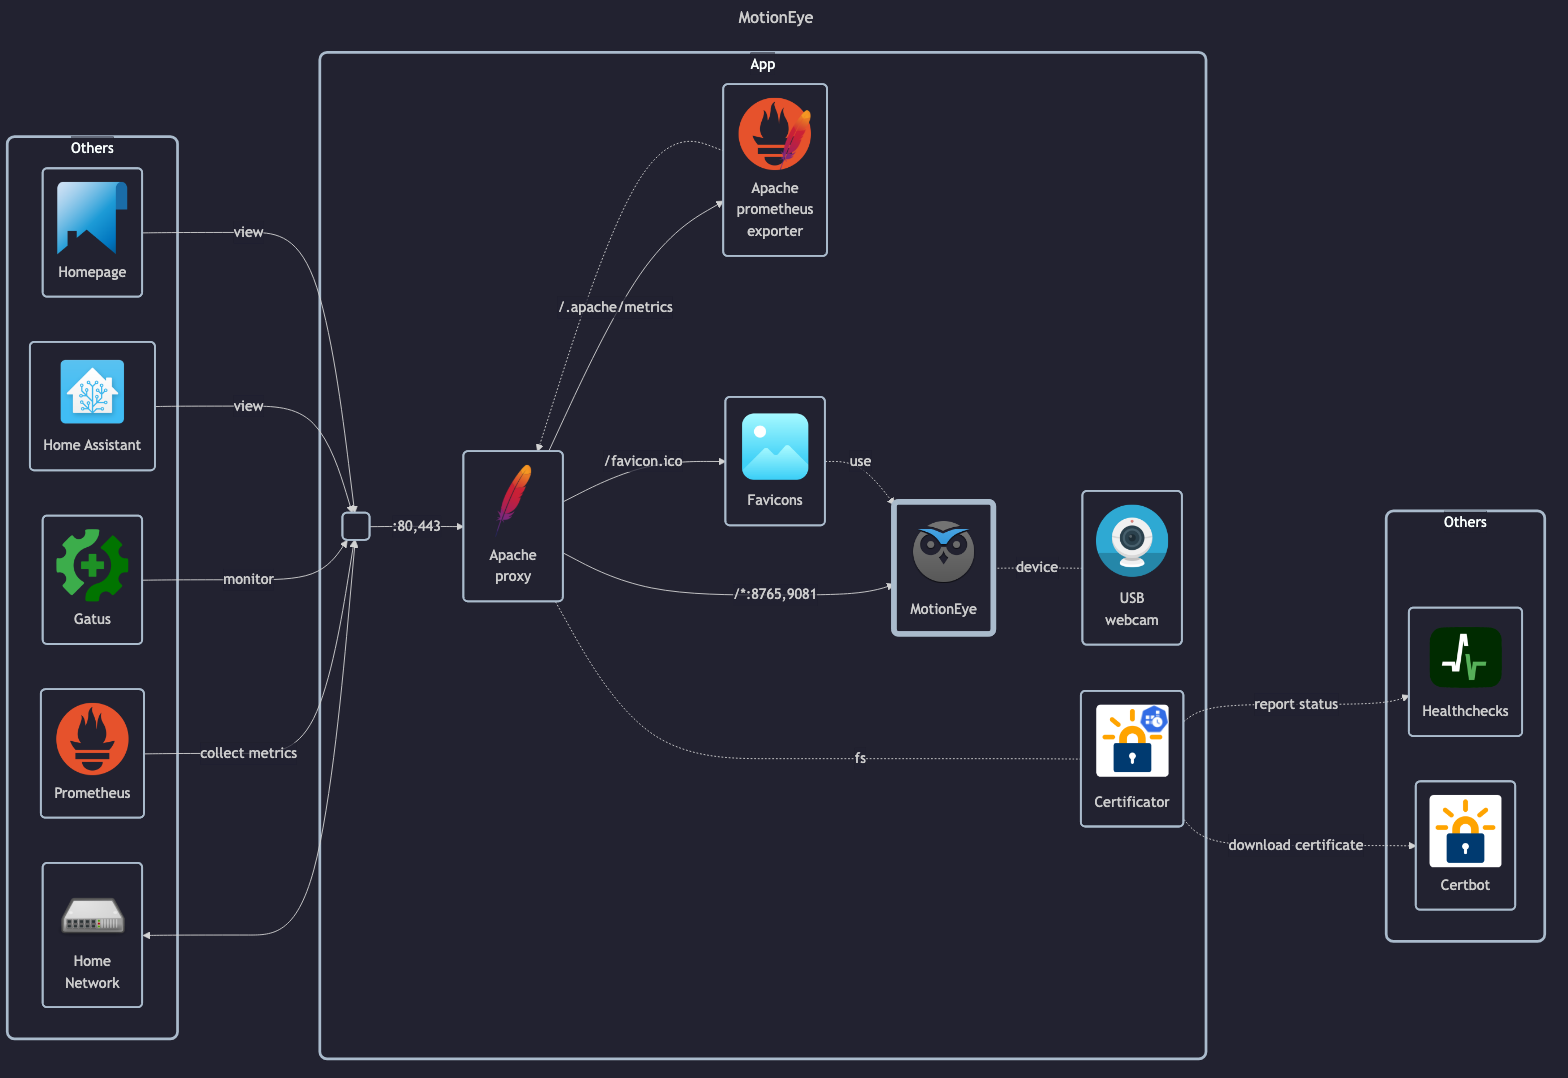 MotionEye
App
Others
Homepage
Home Assistant
Gatus
Prometheus
Home
Network
view
view
monitor
collect metrics
:80,443
Apache
proxy
Apache
prometheus
exporter
/.apache/metrics
/favicon.ico
Favicons
use
/*:8765,9081
MotionEye
device
USB
webcam
fs
Certificator
report status
download certificate
Others
Healthchecks
Certbot